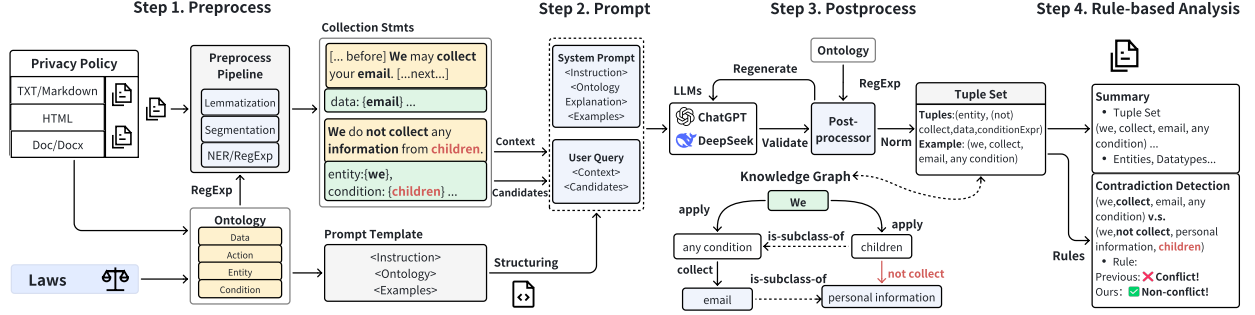 Step 1. Preprocess
Privacy Policy
TXT/Markdown
HTML
Doc/Docx
Laws
Preprocess
Pipeline
Lemmatization
Segmentation
NER/RegExp
RegExp
Ontology
Data
Action
Entity
Condition
Collection Stmts
[... before] We may collect
your email. [...next...]
data: {email} ...
We do not collect any
information from children.
entity:{we},
condition: {children} ...
Prompt Template
<Instruction>
<Ontology>
<Examples>
Context
Candidates
Structuring
Step 2. Prompt
System Prompt
<Instruction>
<Ontology
Explanation>
<Examples>
User Query
<Context>
<Candidates>
Step 3. Postprocess
Ontology
Regenerate
RegExp
LLMs
ChatGPT
DeepSeek
Validate
Post-
processor
Norm
Tuple Set
Tuples:(entity, (not)
collect,data,conditionExpr)
Example: (we, collect,
email, any condition)
Knowledge Graph
We
apply
apply
any condition
is-subclass-of
children
collect
is-subclass-of
not collect
email
personal information
Rules
Step 4. Rule-based Analysis
Summary
• Tuple Set
(we, collect, email, any
condition) ...
• Entities, Datatypes...
Contradiction Detection
(we,collect, email, any
condition) v.s.
(we,not collect, personal
information, children)
• Rule:
Previous: ❌ Conflict!
Ours: ✅ Non-conflict!